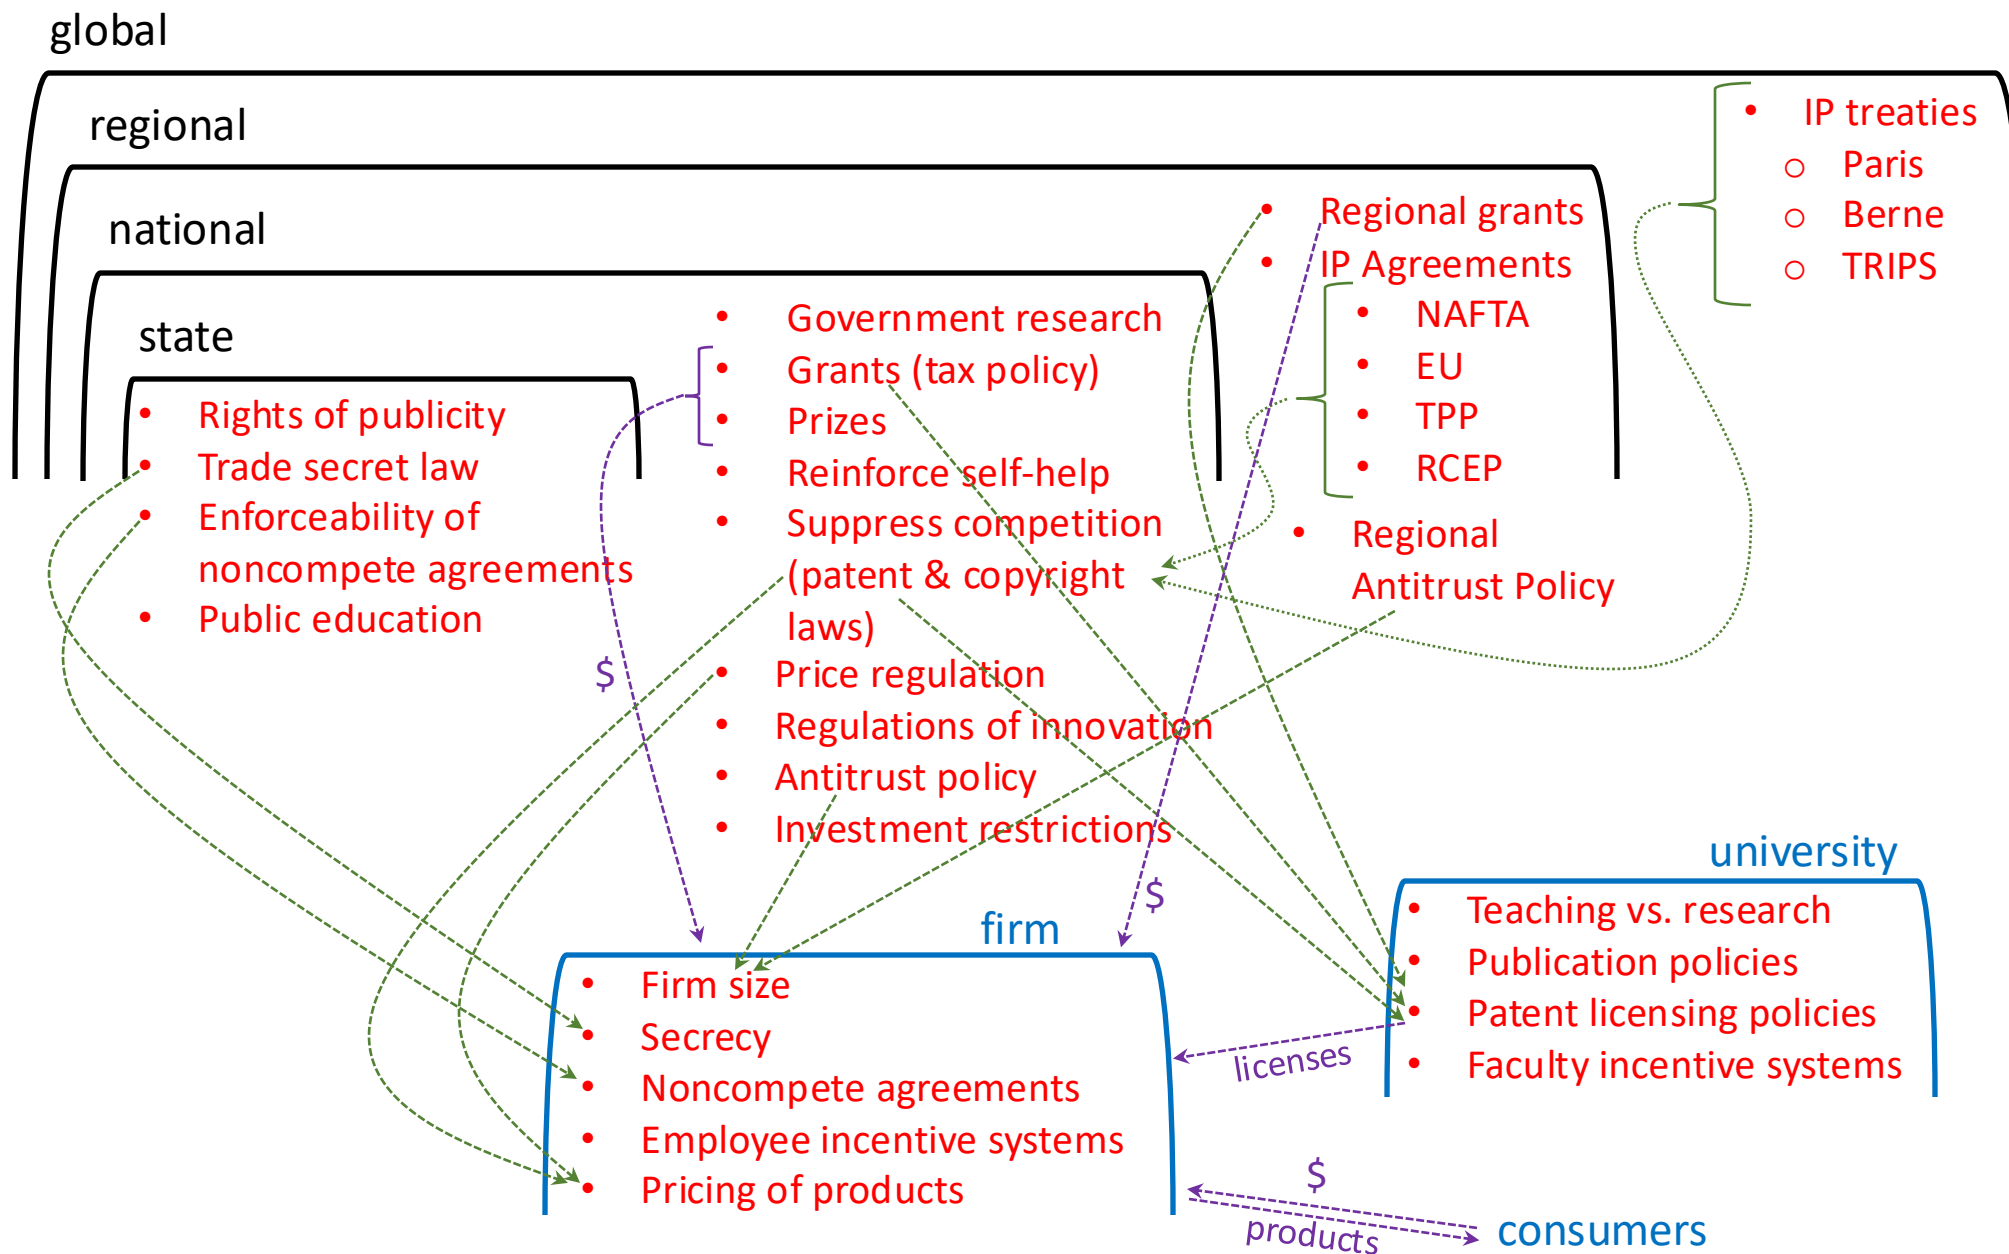 global
regional
national
state
• Rights of publicity
• Trade secret law
• Enforceability of
noncompete agreements
• Public education
• Government research
• Grants (tax policy)
• Prizes
• Reinforce self-help
• Suppress competition
(patent & copyright
laws)
• Price regulation
• Regulations of innovation
• Antitrust policy
• Investment restrictions
• Regional grants
• IP Agreements
• NAFTA
• EU
• TPP
• RCEP
• Regional
Antitrust Policy
• IP treaties
○ Paris
○ Berne
○ TRIPS
$
$
firm
• Firm size
• Secrecy
• Noncompete agreements
• Employee incentive systems
• Pricing of products
university
• Teaching vs. research
• Publication policies
• Patent licensing policies
• Faculty incentive systems
licenses
$
products
consumers